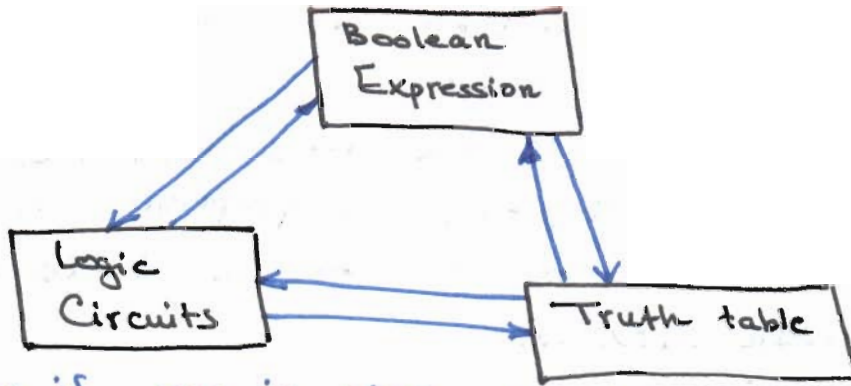 Boolean
Expression
Logic
Circuits
Truth table